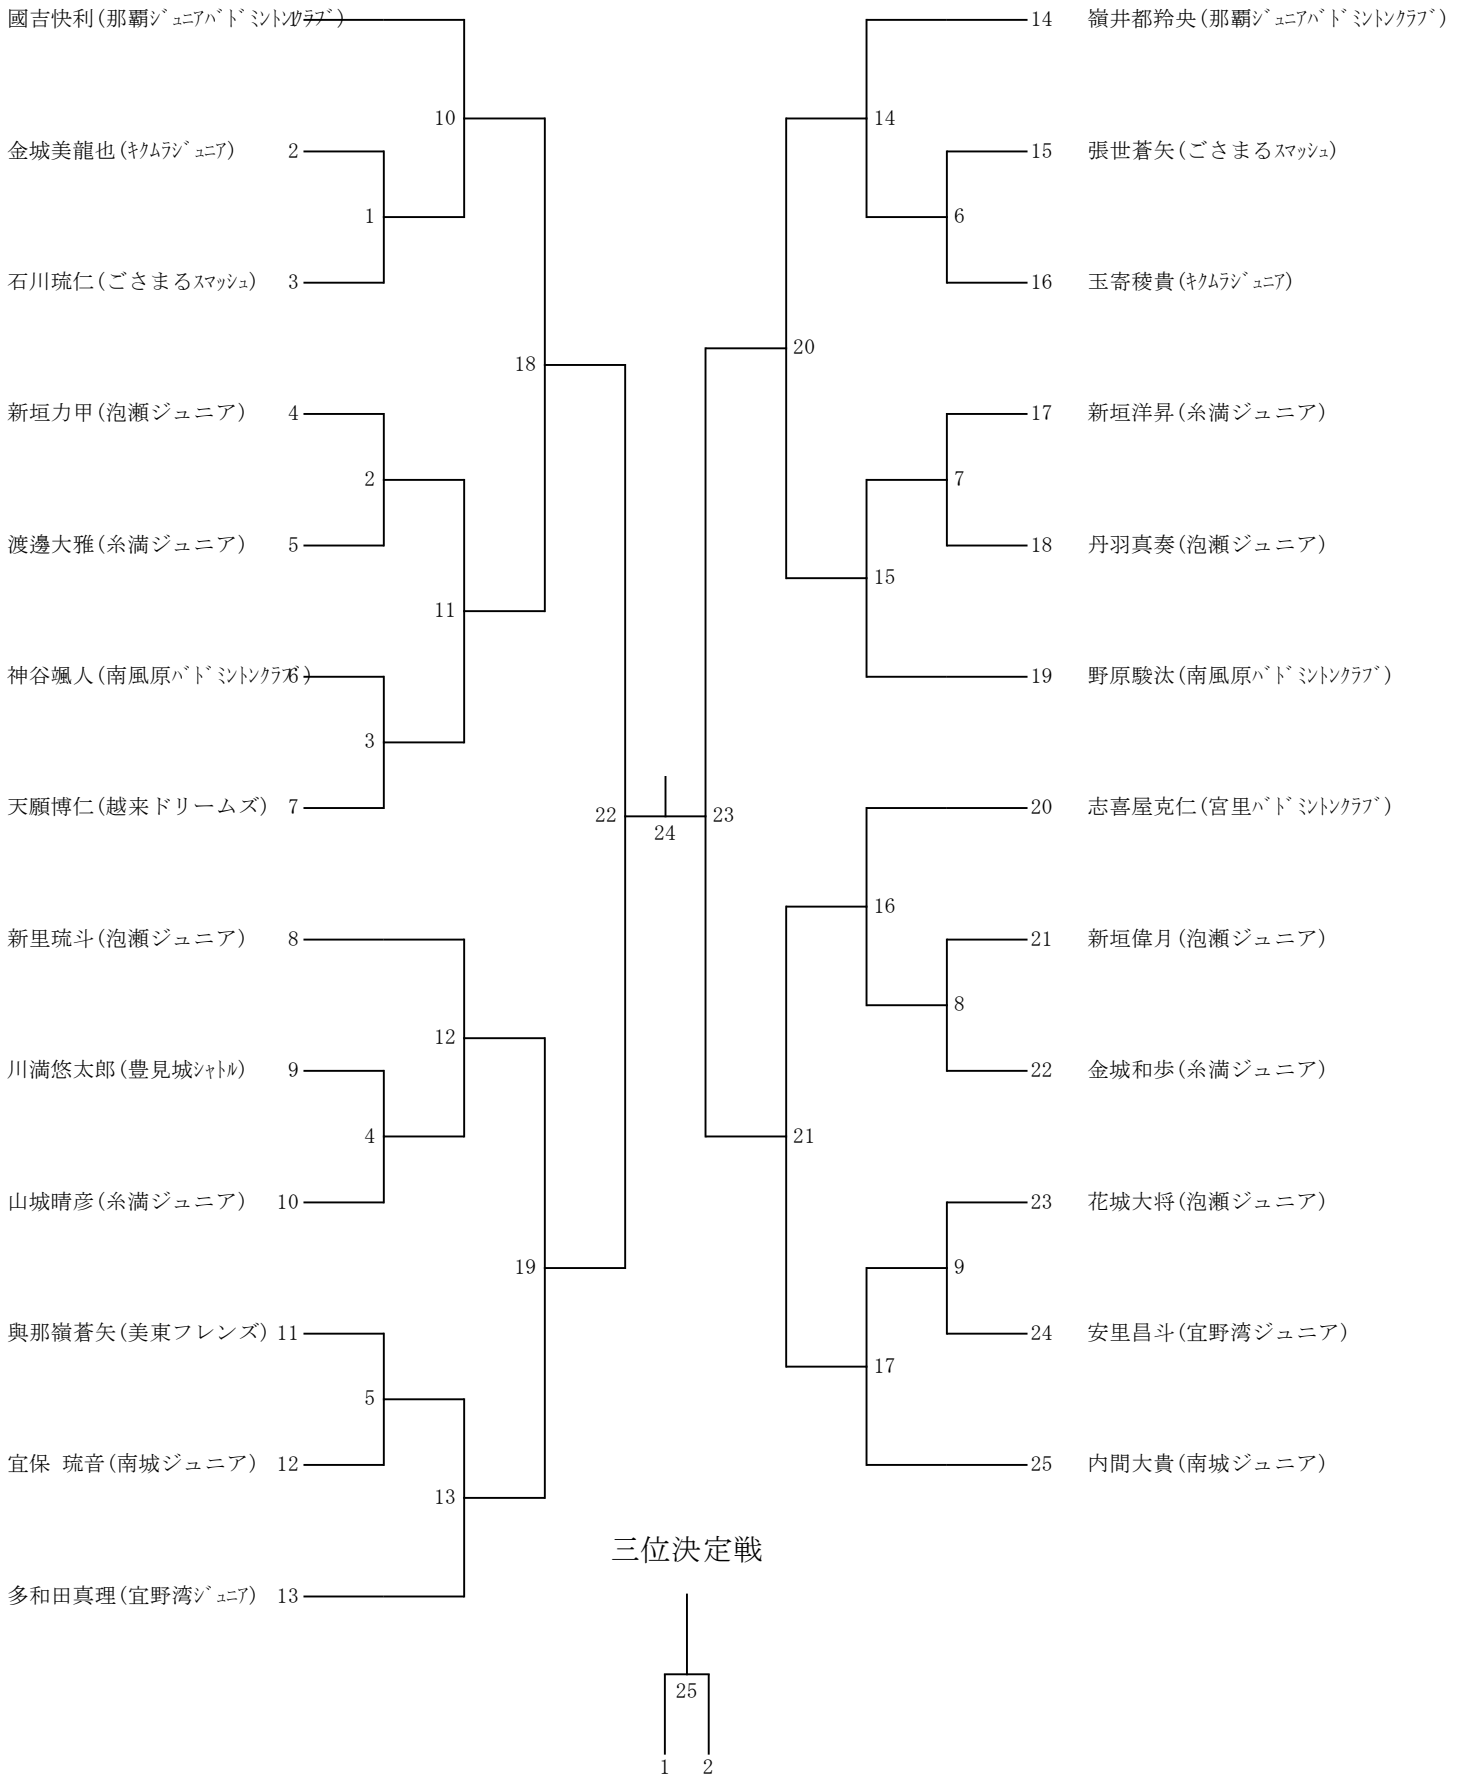 國吉快利(那覇ｼﾞｭﾆｱﾊﾞﾄﾞﾐﾝﾄﾝｸﾗﾌﾞ) 1
金城美龍也(ｷｸﾑﾗｼﾞｭﾆｱ) 2
石川琉仁(ごさまるｽﾏｯｼｭ) 3
新垣力甲(泡瀬ジュニア) 4
渡邊大雅(糸満ジュニア) 5
神谷颯人(南風原ﾊﾞﾄﾞﾐﾝﾄﾝｸﾗﾌﾞ) 6
天願博仁(越来ドリームズ) 7
新里琉斗(泡瀬ジュニア) 8
川満悠太郎(豊見城ｼｬﾄﾙ) 9
山城晴彦(糸満ジュニア) 10
與那嶺蒼矢(美東フレンズ) 11
宜保 琉音(南城ジュニア) 12
多和田真理(宜野湾ｼﾞｭﾆｱ) 13
1
2
3
4
5
10
11
12
13
18
19
22
24
23
20
21
14
15
16
17
6
7
8
9
14 嶺井都羚央(那覇ｼﾞｭﾆｱﾊﾞﾄﾞﾐﾝﾄﾝｸﾗﾌﾞ)
15 張世蒼矢(ごさまるｽﾏｯｼｭ)
16 玉寄稜貴(ｷｸﾑﾗｼﾞｭﾆｱ)
17 新垣洋昇(糸満ジュニア)
18 丹羽真奏(泡瀬ジュニア)
19 野原駿汰(南風原ﾊﾞﾄﾞﾐﾝﾄﾝｸﾗﾌﾞ)
20 志喜屋克仁(宮里ﾊﾞﾄﾞﾐﾝﾄﾝｸﾗﾌﾞ)
21 新垣偉月(泡瀬ジュニア)
22 金城和歩(糸満ジュニア)
23 花城大将(泡瀬ジュニア)
24 安里昌斗(宜野湾ジュニア)
25 内間大貴(南城ジュニア)
三位決定戦
25
1 2